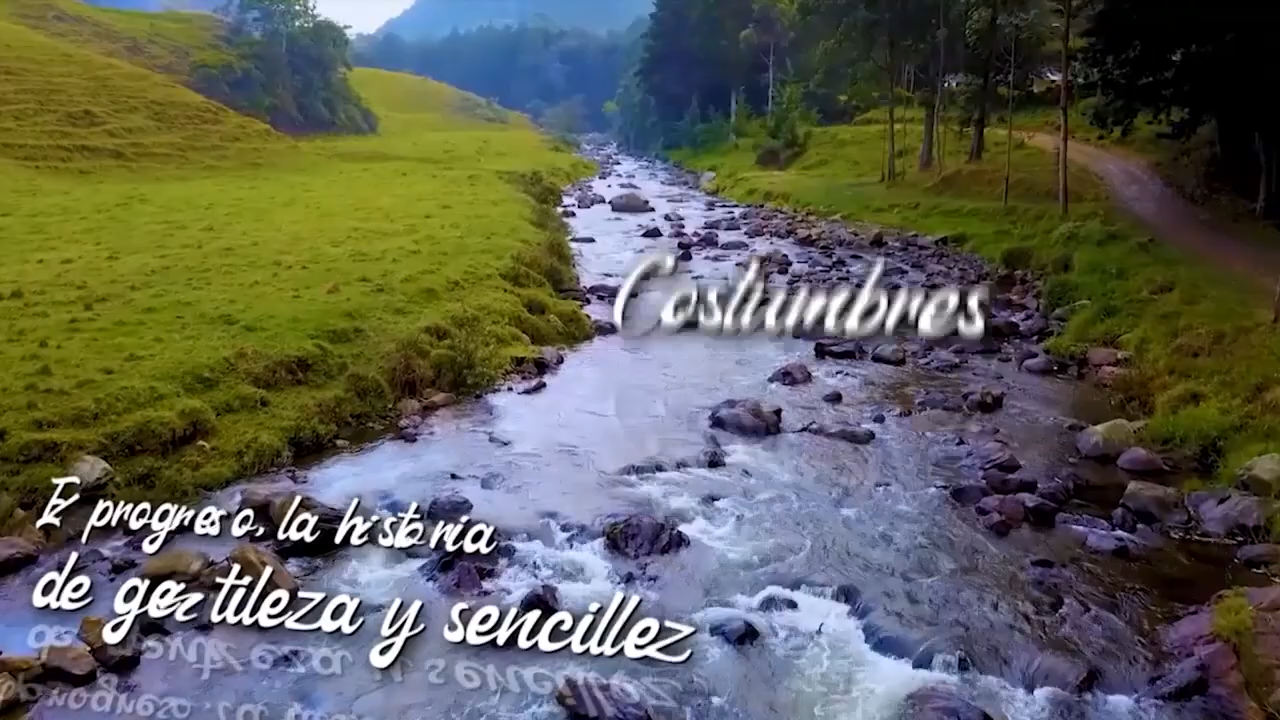 Costumbres
El progreso, la historia
de gentileza y sencillez